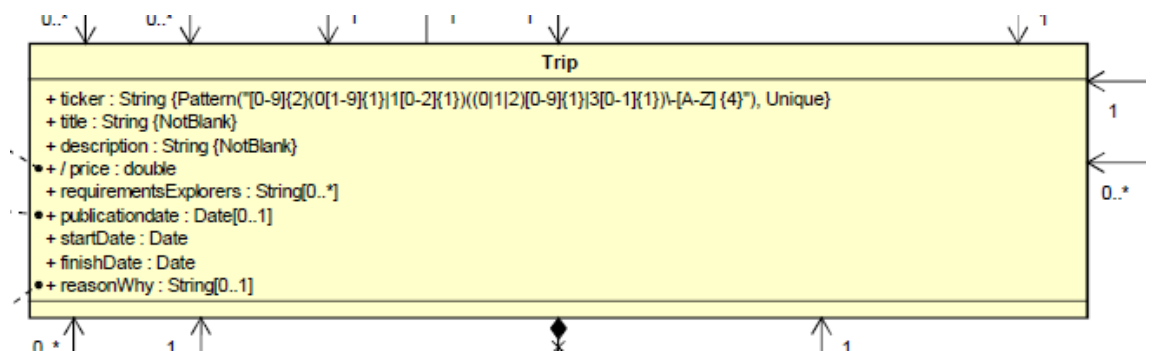 0..* 0..* 1 1 1 1
Trip
+ ticker : String {Pattern("[0-9]{2}(0[1-9]{1}|1[0-2]{1})((0|1|2)[0-9]{1}|3[0-1]{1})\-[A-Z] {4}"), Unique}
+ title : String {NotBlank}
+ description : String {NotBlank}
+ / price : double
+ requirementsExplorers : String[0..*]
+ publicationdate : Date[0..1]
+ startDate : Date
+ finishDate : Date
+ reasonWhy : String[0..1]
1
0..*
0..* 1 1